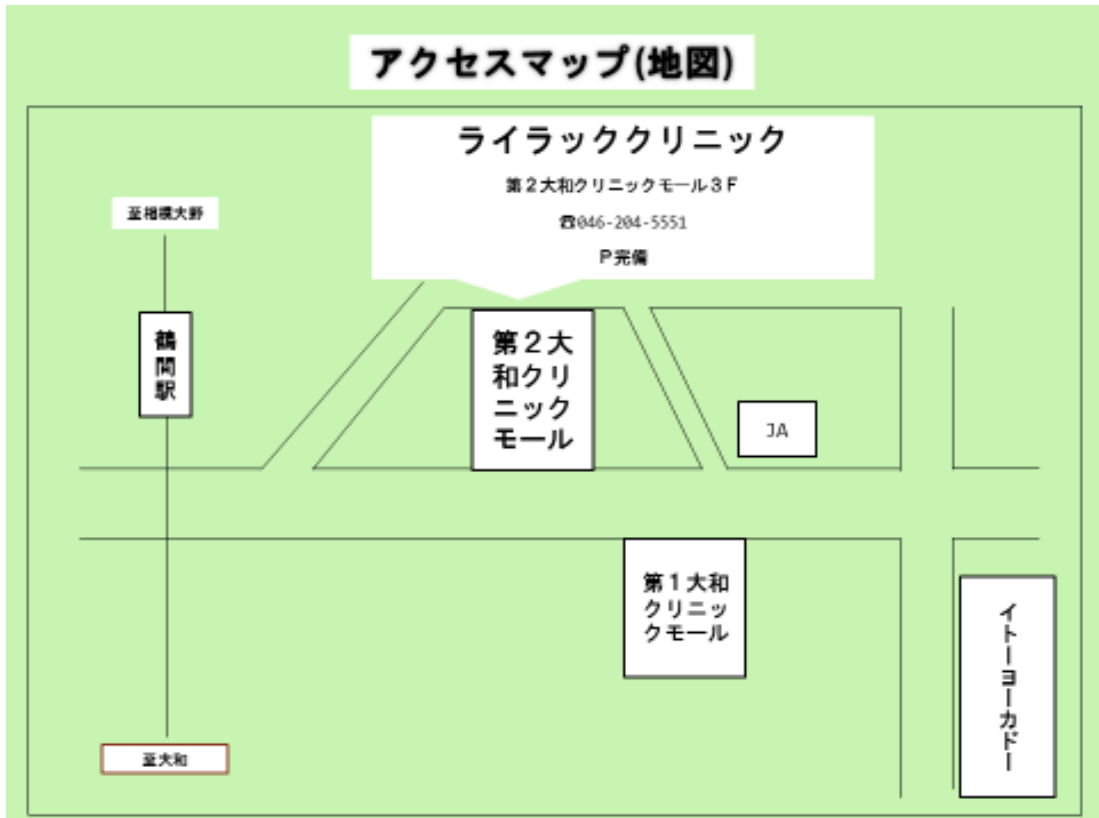 アクセスマップ(地図)
ライラッククリニック
第2大和クリニックモール3F
☎046-204-5551
P完備
至相模大野
鶴間駅
第2大
和クリ
ニック
モール
JA
第1大和
クリニッ
クモール
イトーヨーカドー
至大和